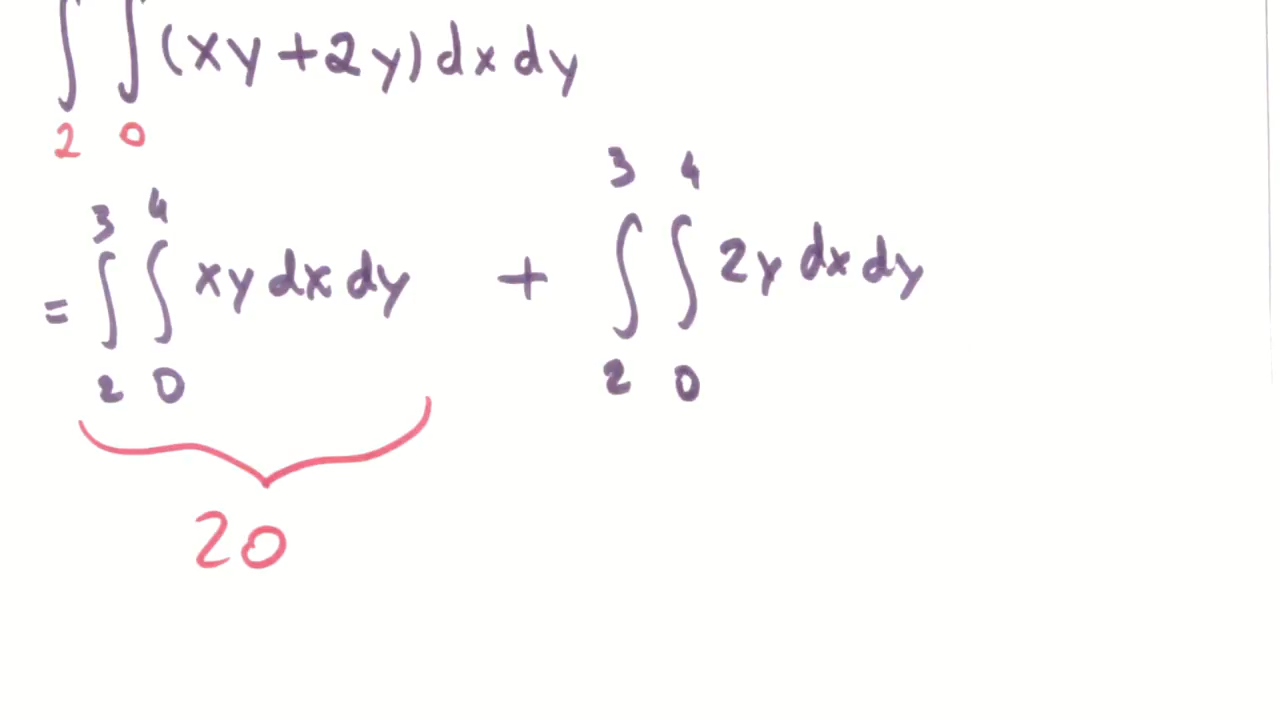 ∫ ∫ (xy + 2y) dx dy
2 0
3 4 3 4
= ∫ ∫ xy dx dy + ∫ ∫ 2y dx dy
2 0 2 0
20